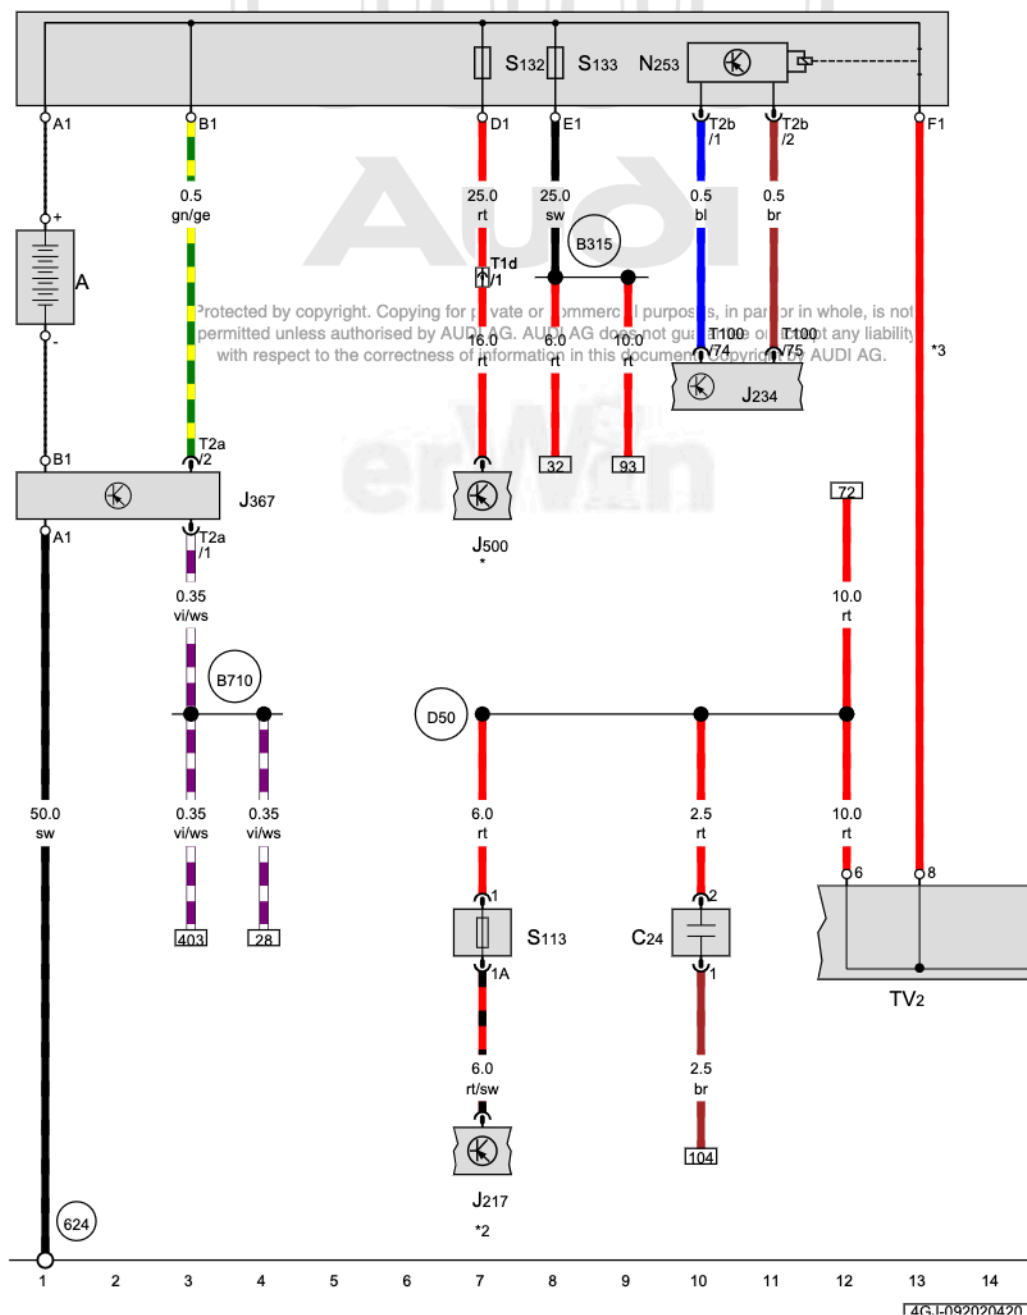 S132 S133 N253
A1 B1 D1 E1 T2b/1 T2b/2 F1
0.5 gn/ge
25.0 rt
25.0 sw
0.5 bl
0.5 br
Audi
B315
+
A
-
T1d/1
Protected by copyright. Copying for private or commercial purposes, in part or in whole, is not
permitted unless authorised by AUDI AG. AUDI AG does not guarantee or accept any liability
with respect to the correctness of information in this document. Copyright by AUDI AG.
16.0 rt
6.0 rt
10.0 rt
T100/74
T100/75
*3
J234
erWin
B1
T2a/2
32
93
J367
72
A1
T2a/1
J500
*
0.35 vi/ws
10.0 rt
B710
D50
50.0 sw
0.35 vi/ws
0.35 vi/ws
6.0 rt
2.5 rt
10.0 rt
6
8
1
2
403
28
S113
C24
1A
1
TV2
6.0 rt/sw
2.5 br
104
J217
*2
624
1 2 3 4 5 6 7 8 9 10 11 12 13 14
4GJ-092020420